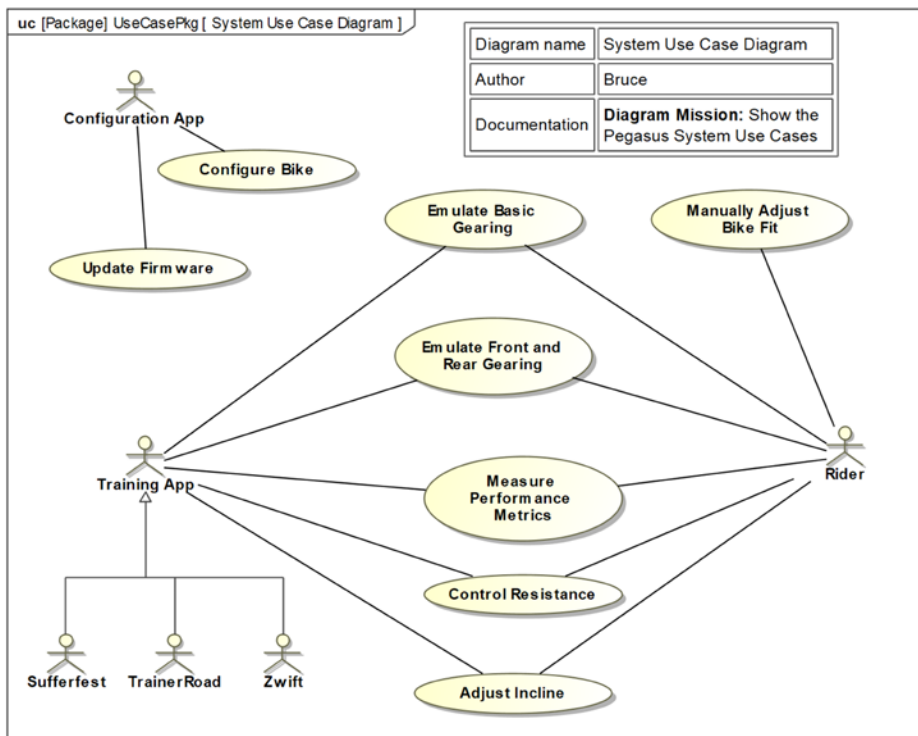 uc [Package] UseCasePkg [ System Use Case Diagram ]
Diagram name
System Use Case Diagram
Author
Bruce
Documentation
Diagram Mission: Show the
Pegasus System Use Cases
Configuration App
Configure Bike
Update Firmware
Emulate Basic
Gearing
Manually Adjust
Bike Fit
Emulate Front and
Rear Gearing
Training App
Rider
Measure
Performance
Metrics
Control Resistance
Sufferfest
TrainerRoad
Zwift
Adjust Incline